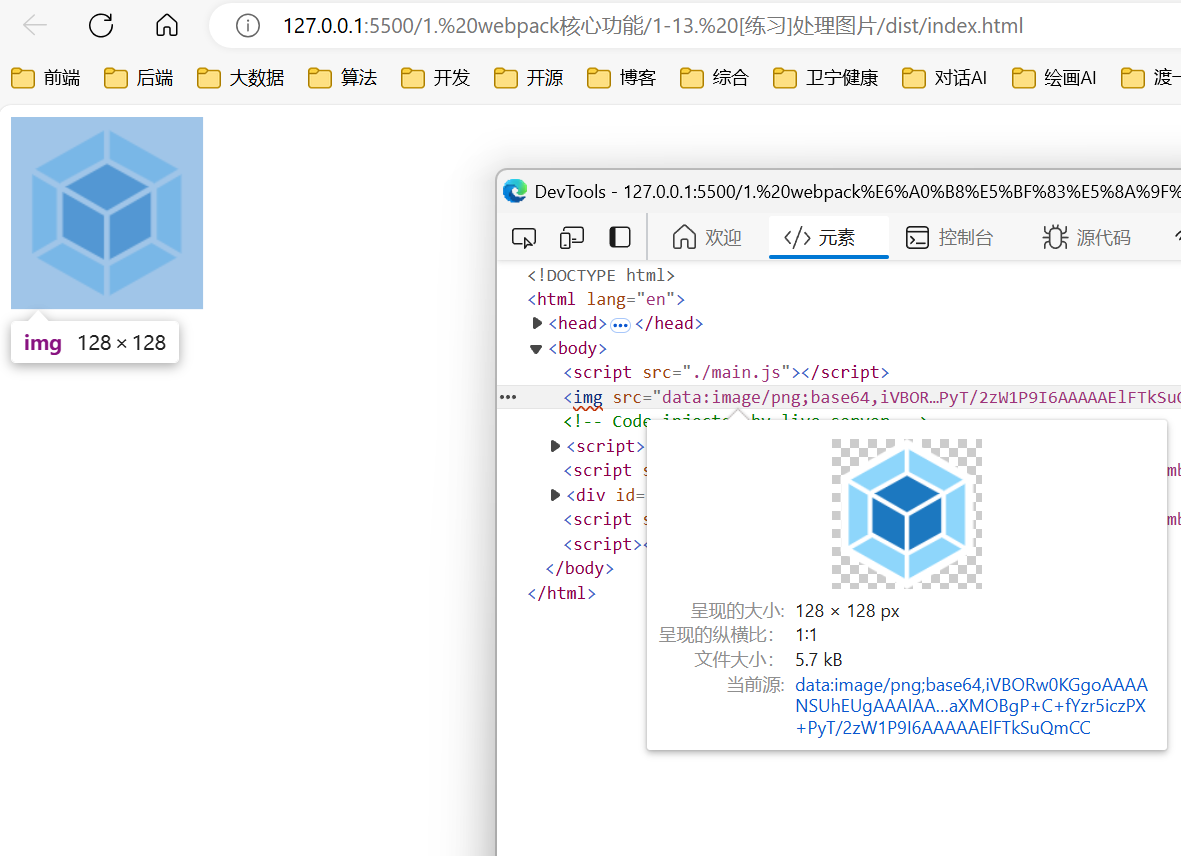 127.0.0.1:5500/1.%20webpack核心功能/1-13.%20[练习]处理图片/dist/index.html
前端 后端 大数据 算法 开发 开源 博客 综合 卫宁健康 对话AI 绘画AI 渡一
img 128 × 128
DevTools - 127.0.0.1:5500/1.%20webpack%E6%A0%B8%E5%BF%83%E5%8A%9F%
欢迎 元素 控制台 源代码
<!DOCTYPE html>
<html lang="en">
<head>…</head>
<body>
<script src="./main.js"></script>
<img src="data:image/png;base64,iVBOR…PyT/2zW1P9I6AAAAAElFTkSuQ
<!-- Code injected by live-server -->
<script>
<script s
<div id=
<script s
<script><
</body>
</html>
呈现的大小: 128 × 128 px
呈现的纵横比: 1∶1
文件大小: 5.7 kB
当前源: data:image/png;base64,iVBORw0KGgoAAAA
NSUhEUgAAAIAA…aXMOBgP+C+fYzr5iczPX
+PyT/2zW1P9I6AAAAAElFTkSuQmCC